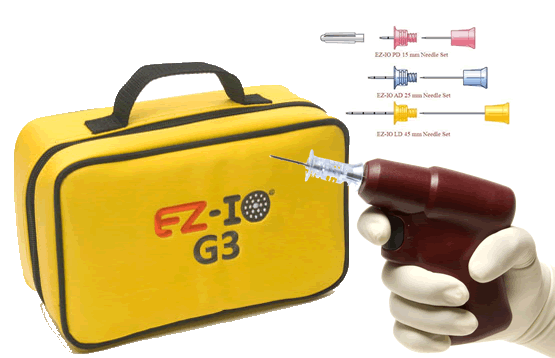 EZ-IO PD 15 mm Needle Set
EZ-IO AD 25 mm Needle Set
EZ-IO LD 45 mm Needle Set
EZ-IO
G3